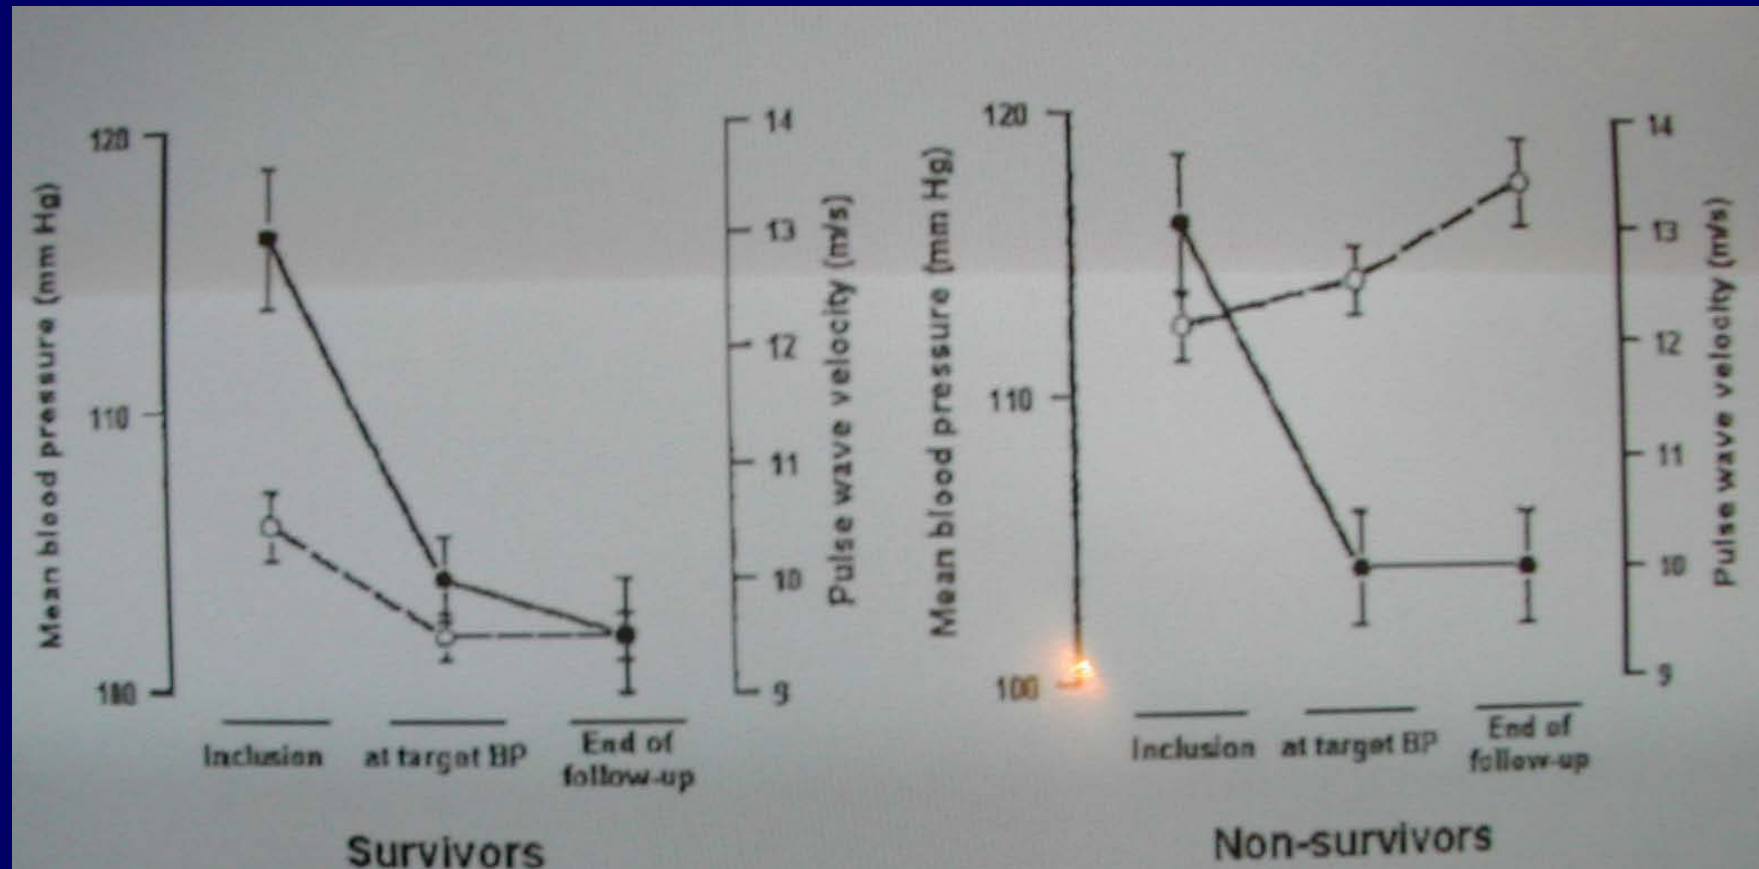 Mean blood pressure (mm Hg)
120
110
100
14
13
12
11
10
9
Pulse wave velocity (m/s)
Inclusion
at target BP
End of
follow-up
Survivors
Mean blood pressure (mm Hg)
120
110
100
14
13
12
11
10
9
Pulse wave velocity (m/s)
Inclusion
at target BP
End of
follow-up
Non-survivors